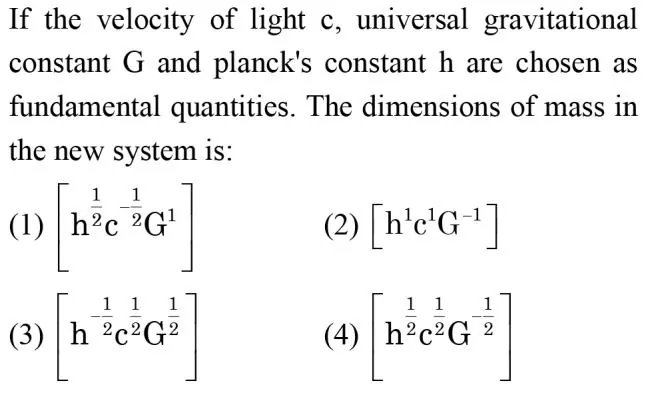 If the velocity of light c, universal gravitational
constant G and planck's constant h are chosen as
fundamental quantities. The dimensions of mass in
the new system is:
(1) [h^{1/2}c^{-1/2}G^{1}] (2) [h^{1}c^{1}G^{-1}]
(3) [h^{-1/2}c^{1/2}G^{1/2}] (4) [h^{1/2}c^{1/2}G^{-1/2}]